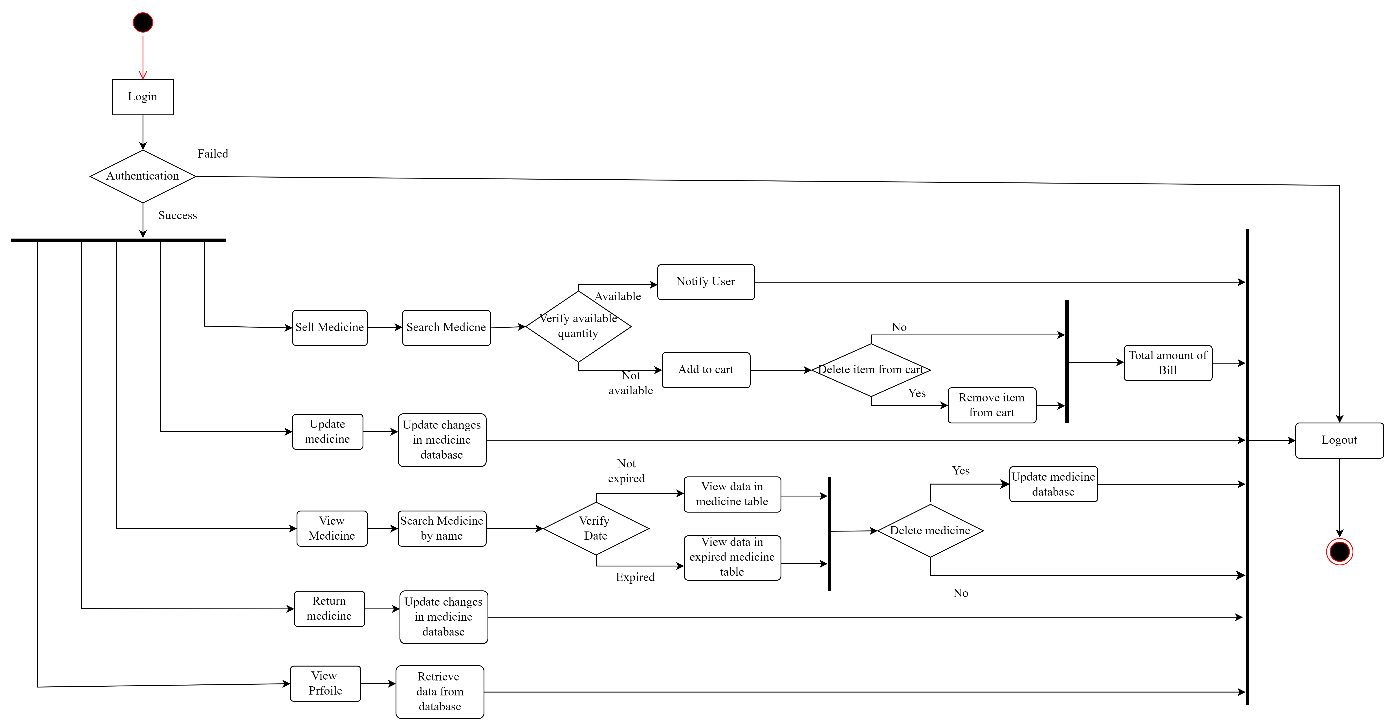 Login
Failed
Authentication
Success
Notify User
Available
Sell Medicine
Search Medicne
Verify available
quantity
No
Total amount of
Bill
Not
available
Add to cart
Delete item from cart
Yes
Remove item
from cart
Update
medicine
Update changes
in medicine
database
Logout
Not
expired
View data in
medicine table
Yes
Update medicine
database
View
Medicine
Search Medicine
by name
Verify
Date
Delete medicine
View data in
expired medicine
table
Expired
No
Return
medicine
Update changes
in medicine
database
View
Prfoile
Retrieve
data from
database